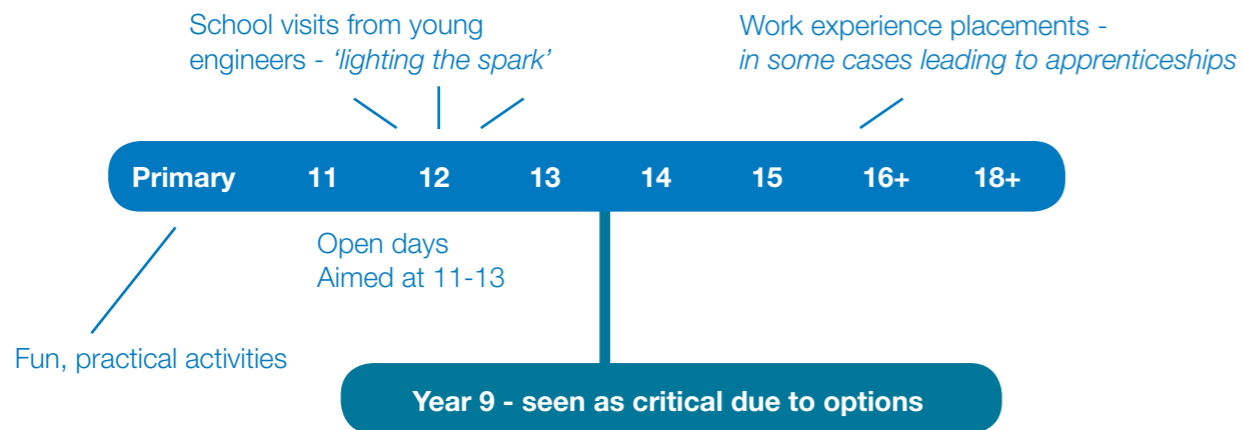 School visits from young
engineers - ‘lighting the spark’
Work experience placements -
in some cases leading to apprenticeships
Primary 11 12 13 14 15 16+ 18+
Open days
Aimed at 11-13
Fun, practical activities
Year 9 - seen as critical due to options